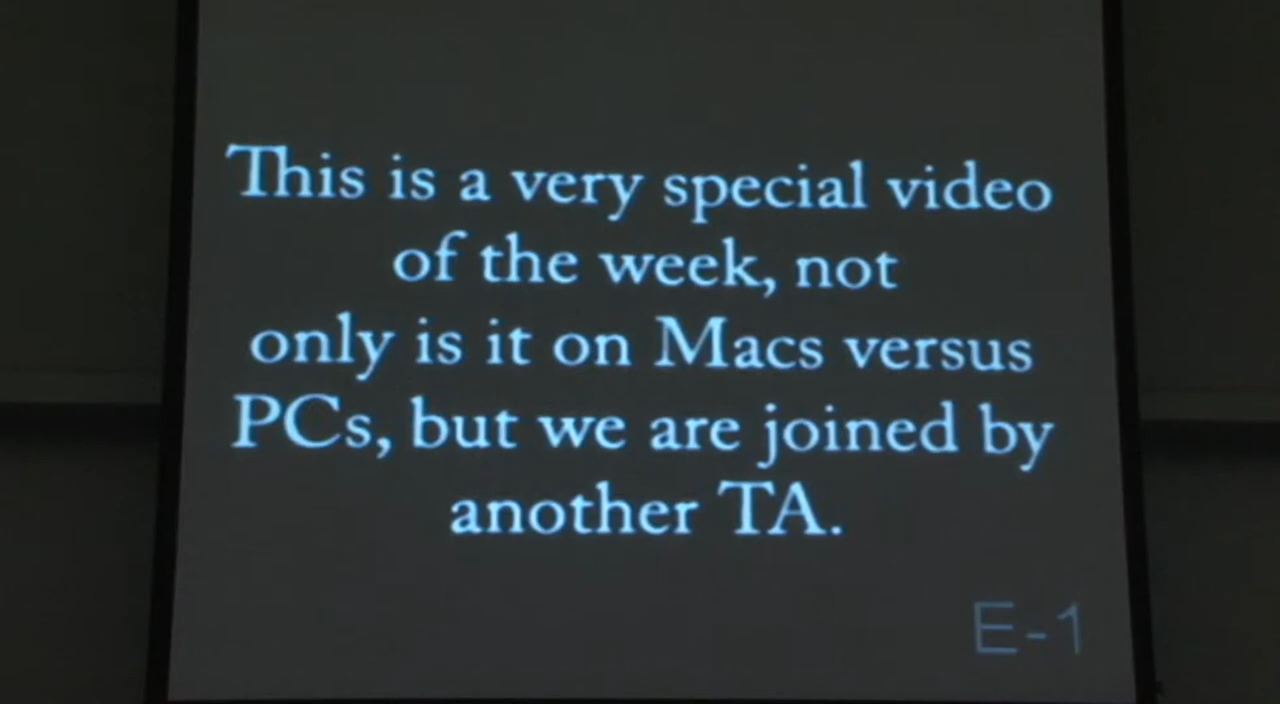 This is a very special video
of the week, not
only is it on Macs versus
PCs, but we are joined by
another TA.
E-1